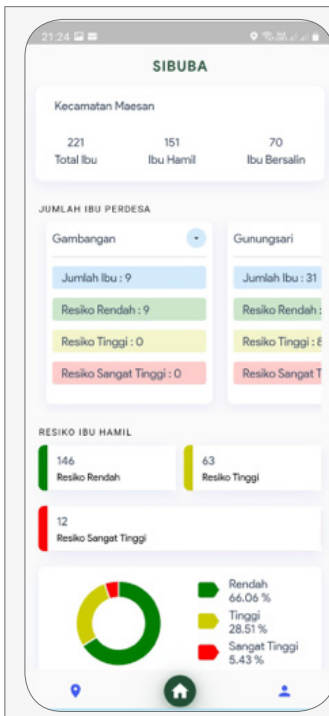 21:24
SIBUBA
Kecamatan Maesan
221 151 70
Total Ibu Ibu Hamil Ibu Bersalin
JUMLAH IBU PERDESA
Gambangan
Jumlah Ibu : 9
Resiko Rendah : 9
Resiko Tinggi : 0
Resiko Sangat Tinggi : 0
Gunungsari
Jumlah Ibu : 31
Resiko Rendah :
Resiko Tinggi :
Resiko Sangat
RESIKO IBU HAMIL
146
Resiko Rendah
63
Resiko Tinggi
12
Resiko Sangat Tinggi
Rendah
66.06 %
Tinggi
28.51 %
Sangat Tinggi
5.43 %